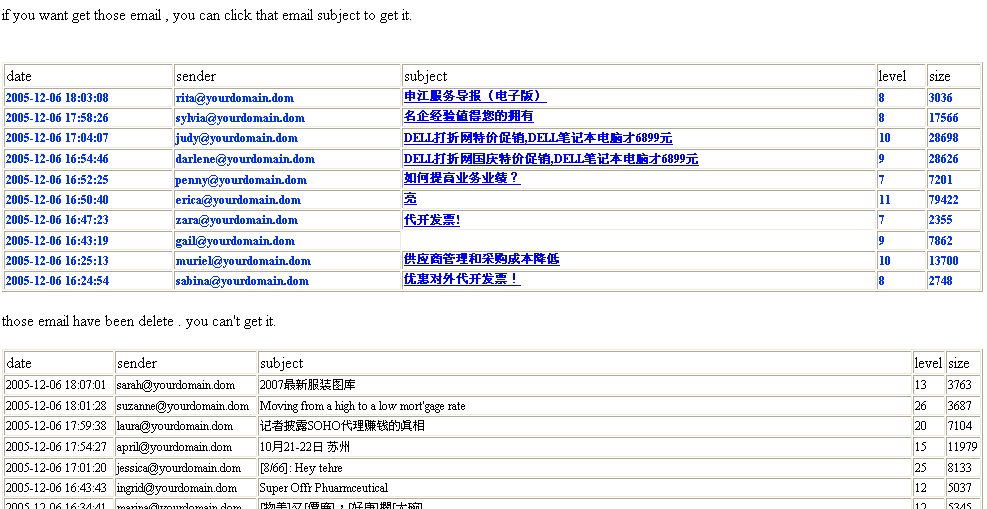 if you want get those email , you can click that email subject to get it.
date sender subject level size
2005-12-06 18:03:08 rita@yourdomain.dom 申江服务导报（电子版） 8 3036
2005-12-06 17:58:26 sylvia@yourdomain.dom 名企经验值得您的拥有 8 17566
2005-12-06 17:04:07 judy@yourdomain.dom DELL打折网特价促销,DELL笔记本电脑才6899元 10 28698
2005-12-06 16:54:46 darlene@yourdomain.dom DELL打折网国庆特价促销,DELL笔记本电脑才6899元 9 28626
2005-12-06 16:52:25 penny@yourdomain.dom 如何提高业务业绩？ 7 7201
2005-12-06 16:50:40 erica@yourdomain.dom 亮 11 79422
2005-12-06 16:47:23 zara@yourdomain.dom 代开发票! 7 2355
2005-12-06 16:43:19 gail@yourdomain.dom 9 7862
2005-12-06 16:25:13 muriel@yourdomain.dom 供应商管理和采购成本降低 10 13700
2005-12-06 16:24:54 sabina@yourdomain.dom 优惠对外代开发票！ 8 2748
those email have been delete . you can't get it.
date sender subject level size
2005-12-06 18:07:01 sarah@yourdomain.dom 2007最新服装图库 13 3763
2005-12-06 18:01:28 suzanne@yourdomain.dom Moving from a high to a low mort'gage rate 26 3687
2005-12-06 17:59:38 laura@yourdomain.dom 记者披露SOHO代理赚钱的真相 20 7104
2005-12-06 17:54:27 april@yourdomain.dom 10月21-22日 苏州 15 11979
2005-12-06 17:01:20 jessica@yourdomain.dom [8/66]: Hey tehre 25 8133
2005-12-06 16:43:43 ingrid@yourdomain.dom Super Offr Phuarmceutical 12 5037
2005-12-06 16:34:41 marina@yourdomain.dom 12 5345